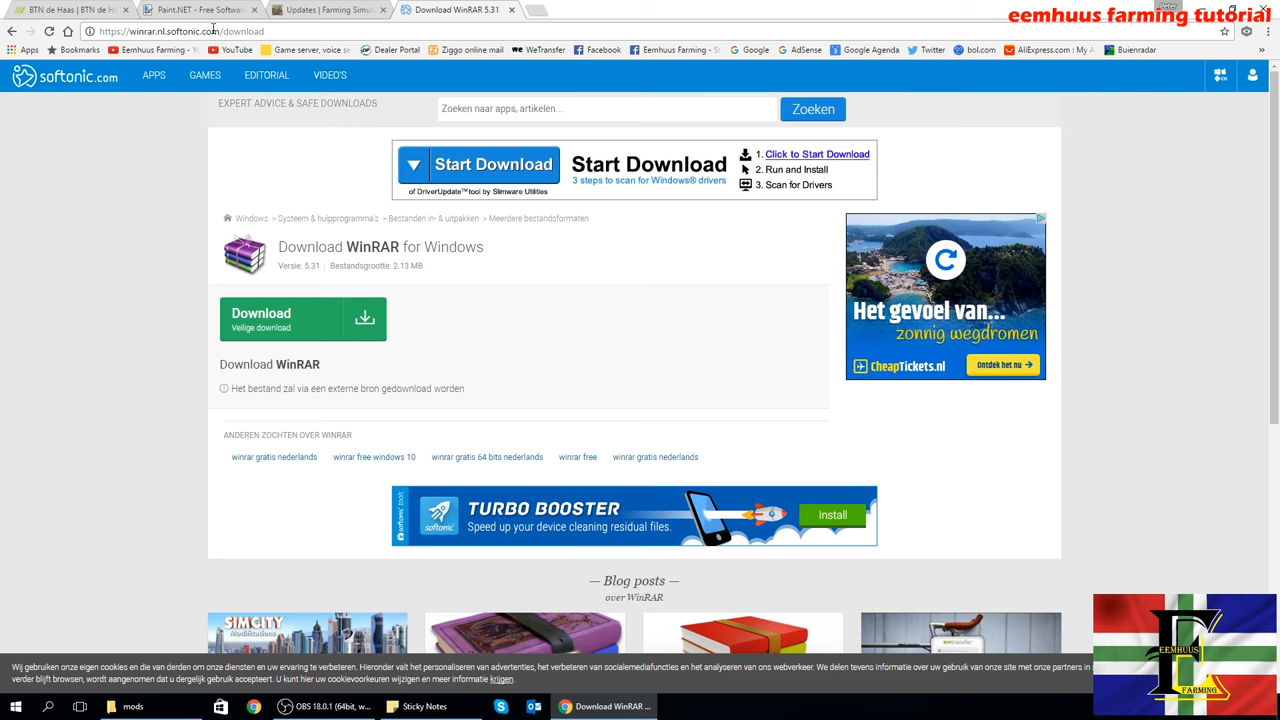 BTN de Haas | BTN de H
Paint.NET - Free Software
Updates | Farming Simul
Download WinRAR 5.31
eemhuus farming tutorial
https://winrar.nl.softonic.com/download
Apps
Eemhuus Farming - Yo
YouTube
Game server, voice se
Dealer Portal
Ziggo online mail
WeTransfer
Facebook
Eemhuus Farming -
Google
AdSense
Google Agenda
Twitter
bol.com
AliExpress.com : My A
Buienradar
softonic.com
APPS
GAMES
EDITORIAL
VIDEO'S
iOS
EXPERT ADVICE & SAFE DOWNLOADS
Zoeken naar apps, artikelen...
Zoeken
Start Download
of DriverUpdate™ tool by Slimware Utilities
Start Download
3 steps to scan for Windows® drivers
1. Click to Start Download
2. Run and Install
3. Scan for Drivers
Windows > Systeem & hulpprogramma's > Bestanden in- & uitpakken > Meerdere bestandsformaten
Download WinRAR for Windows
Versie: 5.31 | Bestandsgrootte: 2.13 MB
Download
Veilige download
Download WinRAR
Het bestand zal via een externe bron gedownload worden
Het gevoel van...
zonnig wegdromen
CheapTickets.nl
Ontdek het nu →
ANDEREN ZOCHTEN OVER WINRAR
winrar gratis nederlands
winrar free windows 10
winrar gratis 64 bits nederlands
winrar free
winrar gratis nederlands
softonic tools
softonic
TURBO BOOSTER
Speed up your device cleaning residual files.
Install
— Blog posts —
over WinRAR
SIMCITY
Modifications
Wij gebruiken onze eigen cookies en die van derden om onze diensten en uw ervaring te verbeteren. Hieronder valt het personaliseren van advertenties, het verbeteren van socialemediafuncties en het analyseren van ons webverkeer. We delen tevens informatie over uw gebruik van onze site met onze partners in
verder blijft browsen, wordt aangenomen dat u dergelijk gebruik accepteert. U kunt hier uw cookievoorkeuren wijzigen en meer informatie krijgen.
EEMHUUS
FARMING
mods
OBS 18.0.1 (64bit, w...
Sticky Notes
Download WinRAR ...